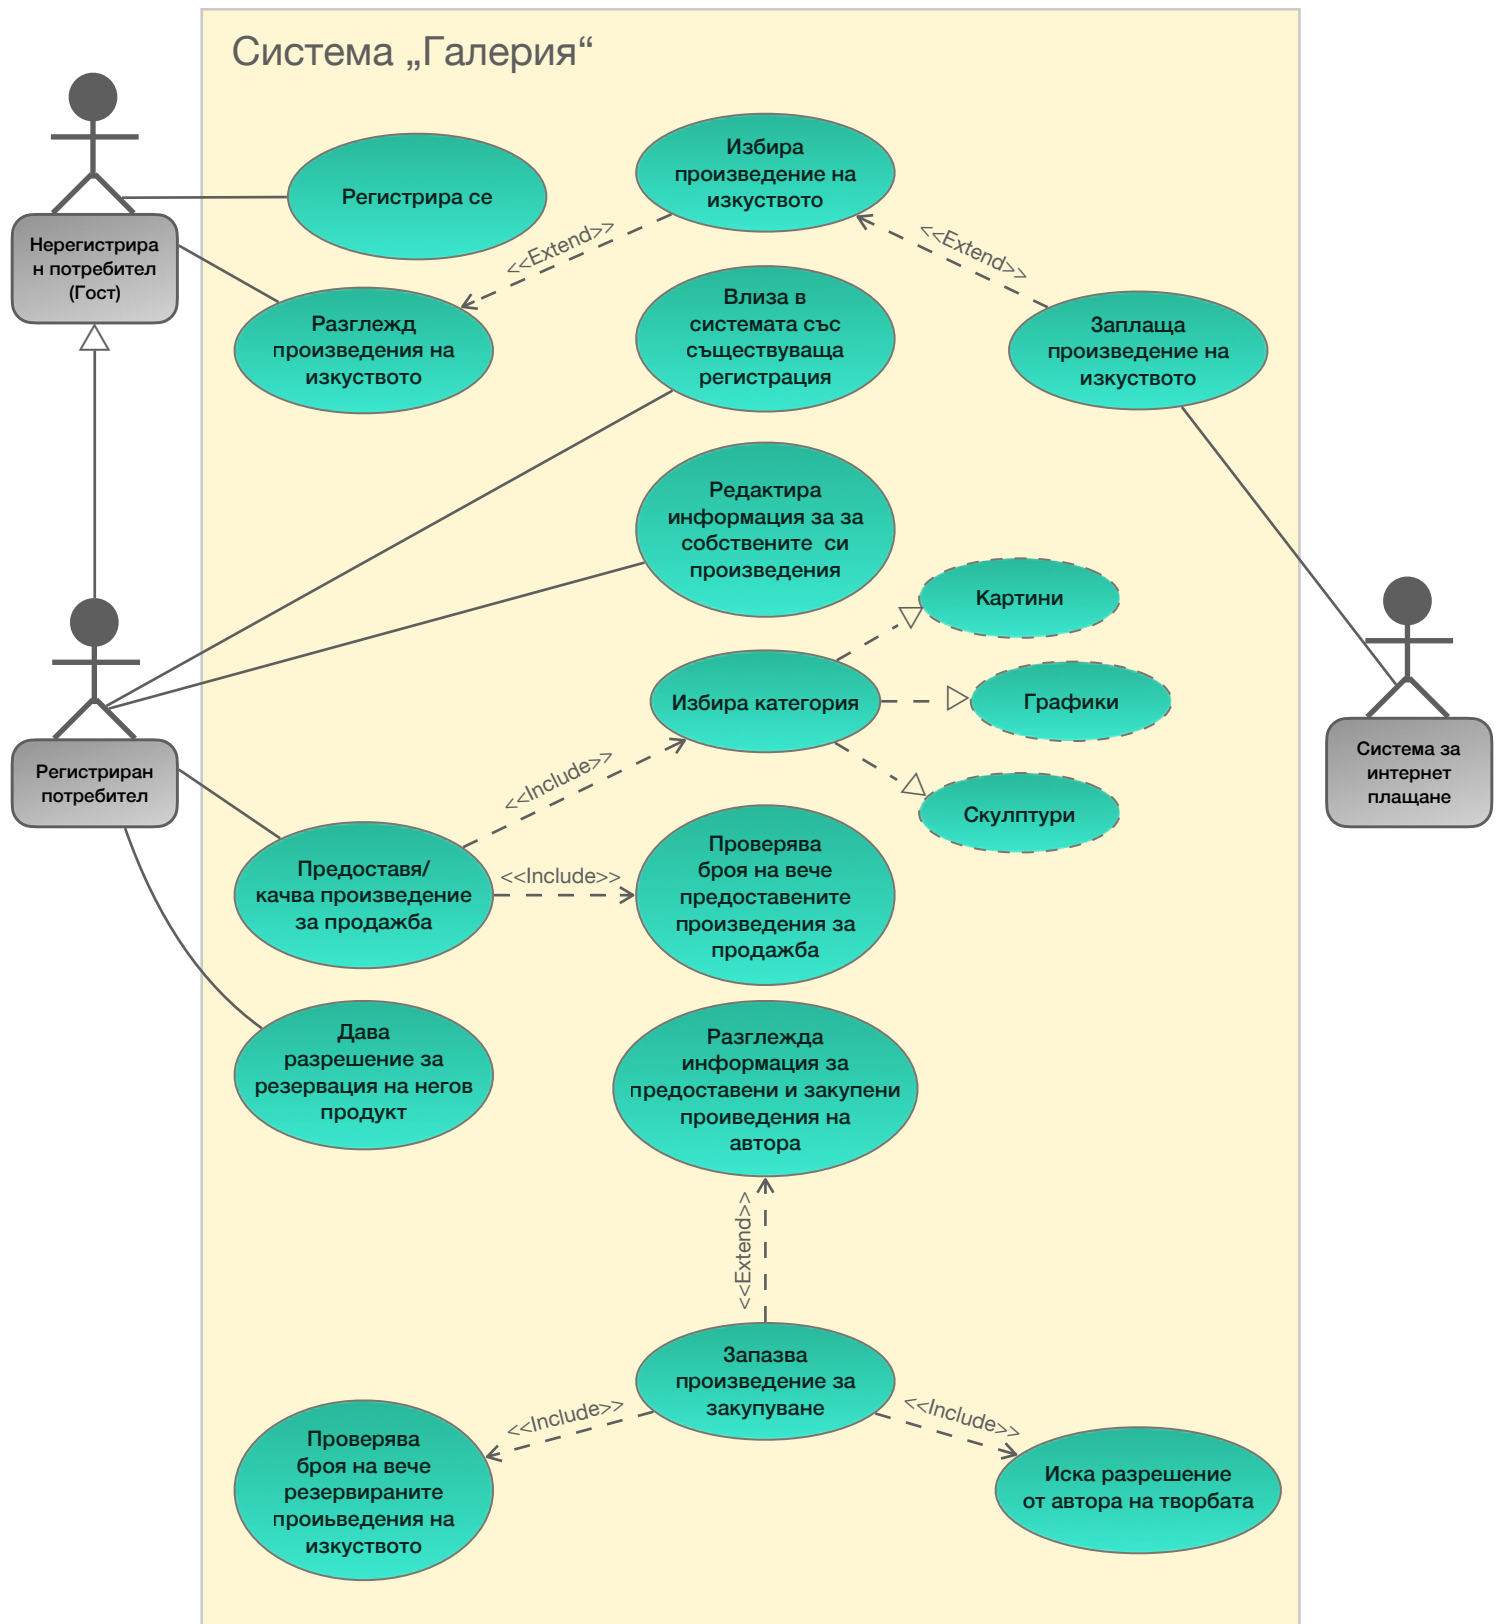 Система „Галерия“
Регистрира се
Избира
произведение на
изкуството
Нерегистрира
н потребител
(Гост)
<<Extend>>
<<Extend>>
Разглежд
произведения на
изкуството
Влиза в
системата със
съществуваща
регистрация
Заплаща
произведение на
изкуството
Редактира
информация за за
собствените си
произведения
Картини
Избира категория
Графики
Скулптури
Регистриран
потребител
Система за
интернет
плащане
<<Include>>
Предоставя/
качва произведение
за продажба
<<Include>>
Проверява
броя на вече
предоставените
произведения за
продажба
Дава
разрешение за
резервация на негов
продукт
Разглежда
информация за
предоставени и закупени
проиведения на
автора
<<Extend>>
Запазва
произведение за
закупуване
<<Include>>
<<Include>>
Проверява
броя на вече
резервираните
проиьведения на
изкуството
Иска разрешение
от автора на творбата